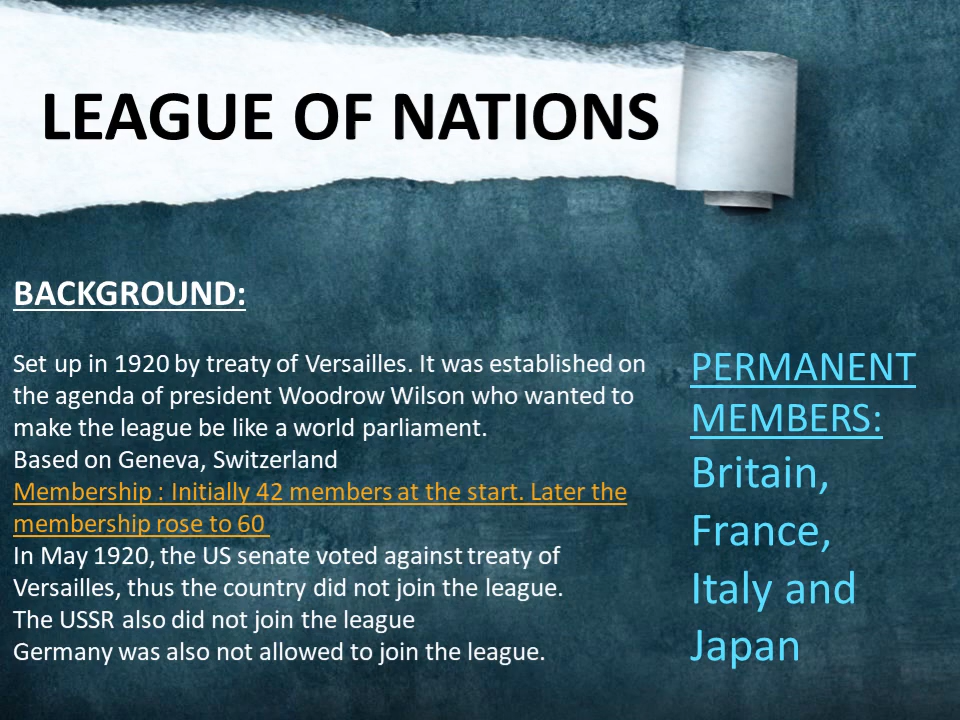 LEAGUE OF NATIONS
BACKGROUND:
Set up in 1920 by treaty of Versailles. It was established on
the agenda of president Woodrow Wilson who wanted to
make the league be like a world parliament.
Based on Geneva, Switzerland
Membership : Initially 42 members at the start. Later the
membership rose to 60
In May 1920, the US senate voted against treaty of
Versailles, thus the country did not join the league.
The USSR also did not join the league
Germany was also not allowed to join the league.
PERMANENT
MEMBERS:
Britain,
France,
Italy and
Japan